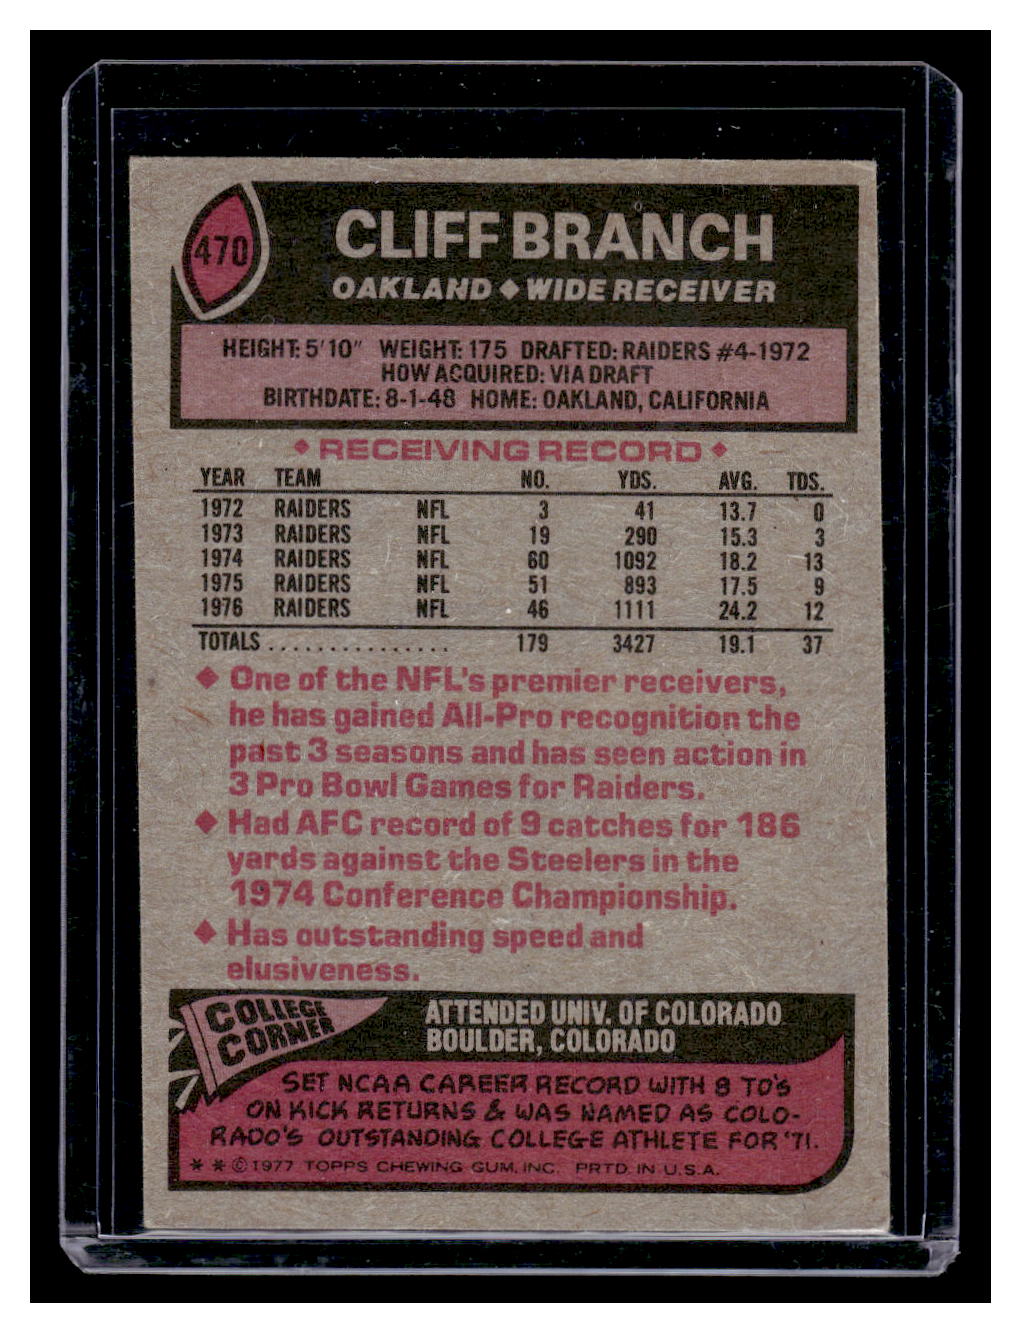 470
CLIFF BRANCH
OAKLAND ◆ WIDE RECEIVER
HEIGHT: 5'10" WEIGHT: 175 DRAFTED: RAIDERS #4-1972
HOW ACQUIRED: VIA DRAFT
BIRTHDATE: 8-1-48 HOME: OAKLAND, CALIFORNIA
◆ RECEIVING RECORD ◆
YEAR TEAM NO. YDS. AVG. TDS.
1972 RAIDERS NFL 3 41 13.7 0
1973 RAIDERS NFL 19 290 15.3 3
1974 RAIDERS NFL 60 1092 18.2 13
1975 RAIDERS NFL 51 893 17.5 9
1976 RAIDERS NFL 46 1111 24.2 12
TOTALS ............... 179 3427 19.1 37
◆ One of the NFL's premier receivers,
he has gained All-Pro recognition the
past 3 seasons and has seen action in
3 Pro Bowl Games for Raiders.
◆ Had AFC record of 9 catches for 186
yards against the Steelers in the
1974 Conference Championship.
◆ Has outstanding speed and
elusiveness.
COLLEGE
CORNER
ATTENDED UNIV. OF COLORADO
BOULDER, COLORADO
SET NCAA CAREER RECORD WITH 8 TD'S
ON KICK RETURNS & WAS NAMED AS COLO-
RADO'S OUTSTANDING COLLEGE ATHLETE FOR '71.
* * © 1977 TOPPS CHEWING GUM, INC. PRTD. IN U.S.A.